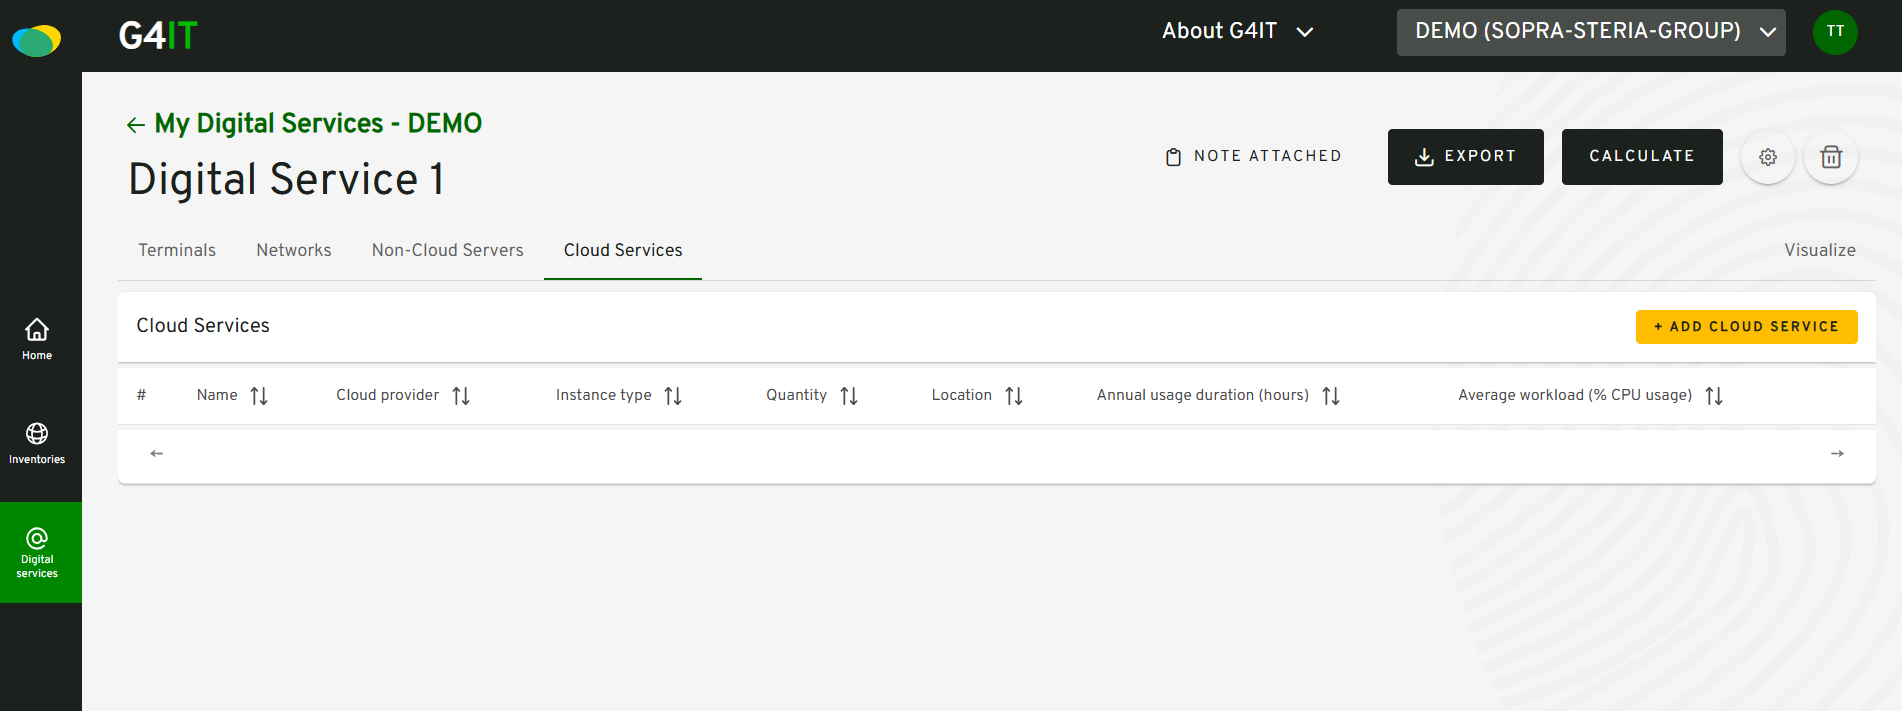 G4IT
About G4IT
DEMO (SOPRA-STERIA-GROUP)
TT
← My Digital Services - DEMO
Digital Service 1
NOTE ATTACHED
EXPORT
CALCULATE
Terminals
Networks
Non-Cloud Servers
Cloud Services
Visualize
Cloud Services
+ ADD CLOUD SERVICE
# Name Cloud provider Instance type Quantity Location Annual usage duration (hours) Average workload (% CPU usage)
Home
Inventories
Digital
services